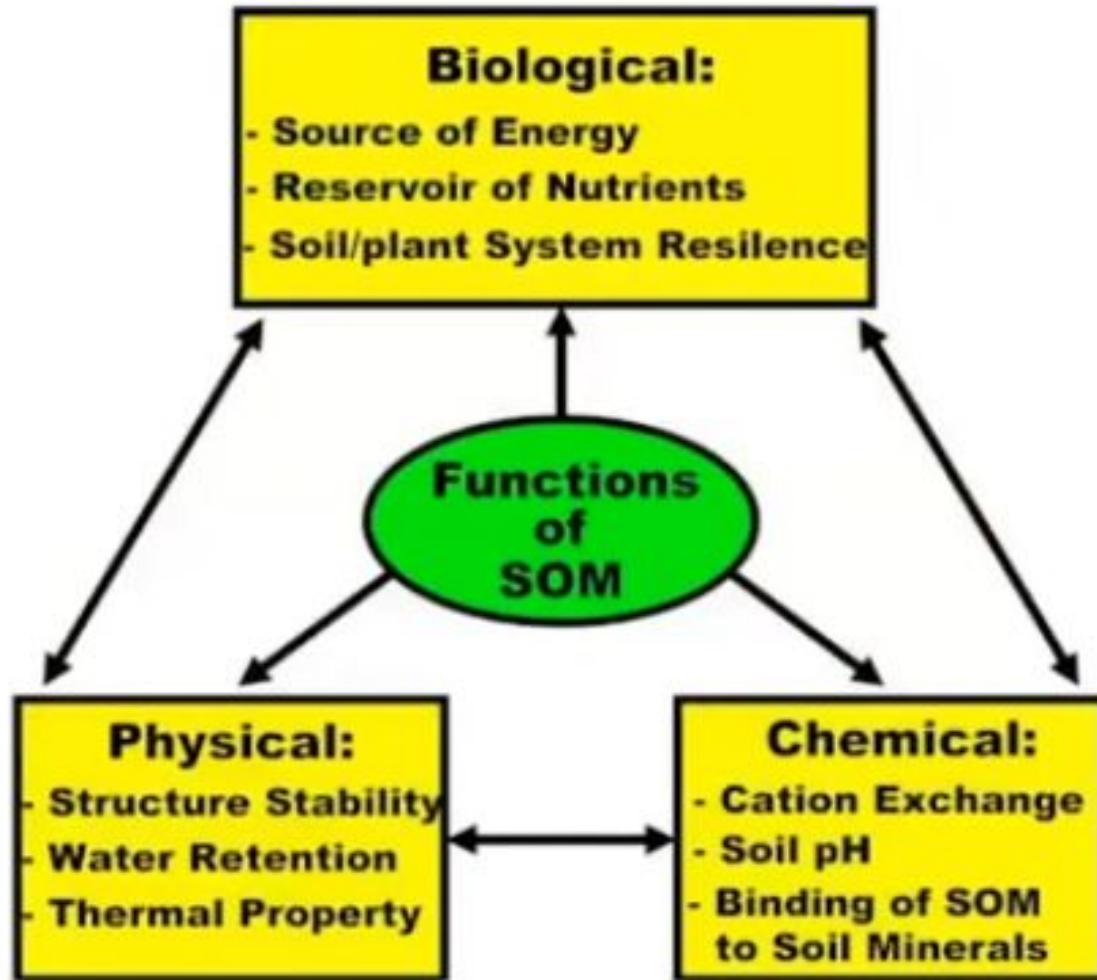 Biological:
- Source of Energy
- Reservoir of Nutrients
- Soil/plant System Resilence
Functions
of
SOM
Physical:
- Structure Stability
- Water Retention
- Thermal Property
Chemical:
- Cation Exchange
- Soil pH
- Binding of SOM
to Soil Minerals